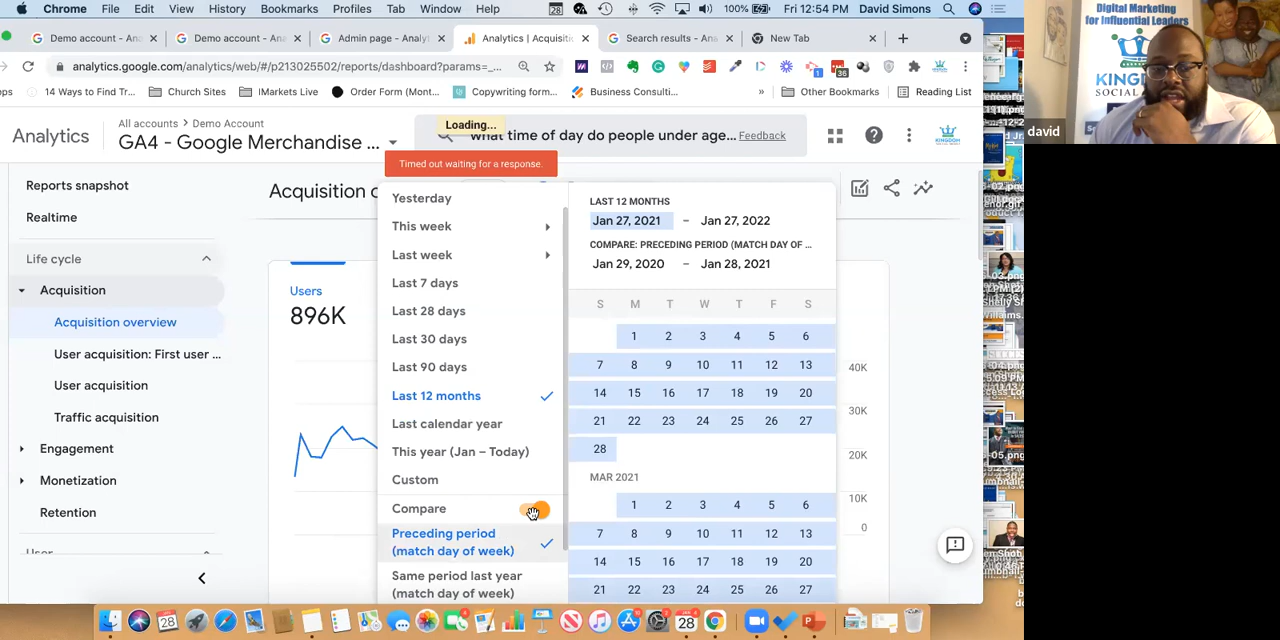 Chrome File Edit View History Bookmarks Profiles Tab Window Help 28 100% Fri 12:54 PM David Simons
Demo account - Ana Demo account - Ana Admin page - Analyt Analytics | Acquisiti Search results - Ana New Tab
analytics.google.com/analytics/web/#/p 502/reports/dashboard?params=_...
ps 14 Ways to Find Tr... Church Sites IMarkets Live Order Form (Mont... Copywriting form... Business Consulti... » Other Bookmarks Reading List
Analytics
All accounts > Demo Account
GA4 - Google Merchandise ...
Loading...
what time of day do people under age... Feedback
Timed out waiting for a response.
Reports snapshot
Realtime
Life cycle
Acquisition
Acquisition overview
User acquisition: First user ...
User acquisition
Traffic acquisition
Engagement
Monetization
Retention
User
Acquisition o
Users
896K
40K
30K
20K
10K
0
Yesterday
This week
Last week
Last 7 days
Last 28 days
Last 30 days
Last 90 days
Last 12 months
Last calendar year
This year (Jan – Today)
Custom
Compare
Preceding period
(match day of week)
Same period last year
(match day of week)
LAST 12 MONTHS
Jan 27, 2021 – Jan 27, 2022
COMPARE: PRECEDING PERIOD (MATCH DAY OF ...
Jan 29, 2020 – Jan 28, 2021
S M T W T F S
1 2 3 4 5 6
7 8 9 10 11 12 13
14 15 16 17 18 19 20
21 22 23 24 25 26 27
28
MAR 2021
1 2 3 4 5 6
7 8 9 10 11 12 13
14 15 16 17 18 19 20
21 22 23 24 25 26 27
Digital Marketing
for Influential Leaders
KING
SOCIAL
david